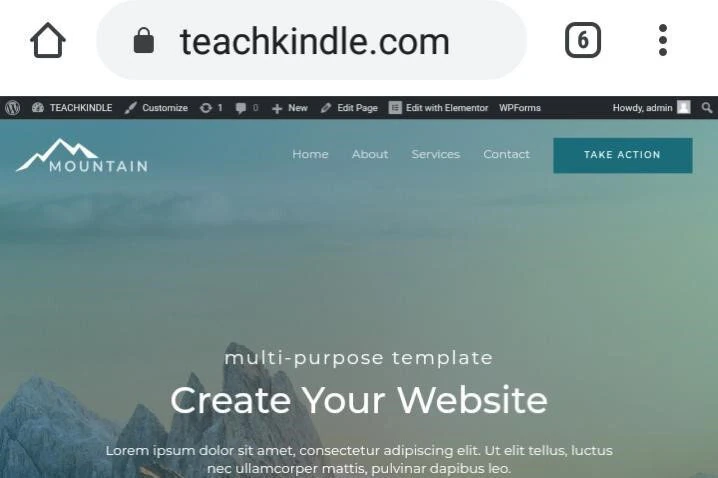 teachkindle.com 6
TEACHKINDLE Customize 1 0 New Edit Page Edit with Elementor WPForms Howdy, admin
MOUNTAIN Home About Services Contact TAKE ACTION
multi-purpose template
Create Your Website
Lorem ipsum dolor sit amet, consectetur adipiscing elit. Ut elit tellus, luctus
nec ullamcorper mattis, pulvinar dapibus leo.